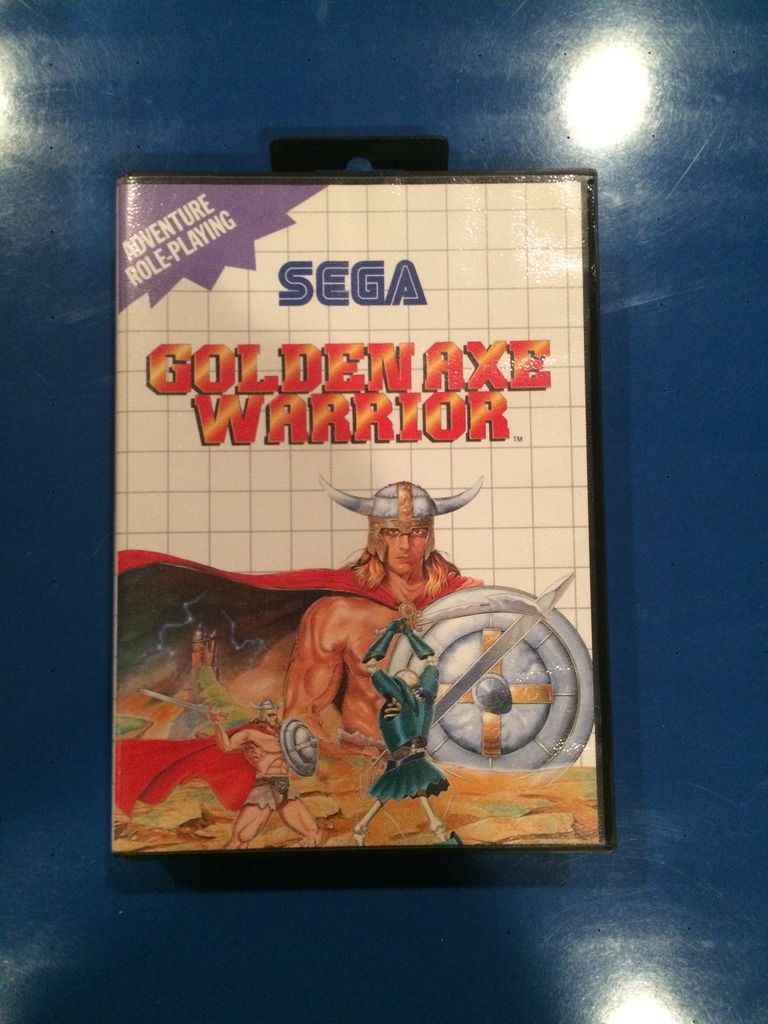 ADVENTURE
ROLE-PLAYING
SEGA
GOLDEN AXE
WARRIOR
TM